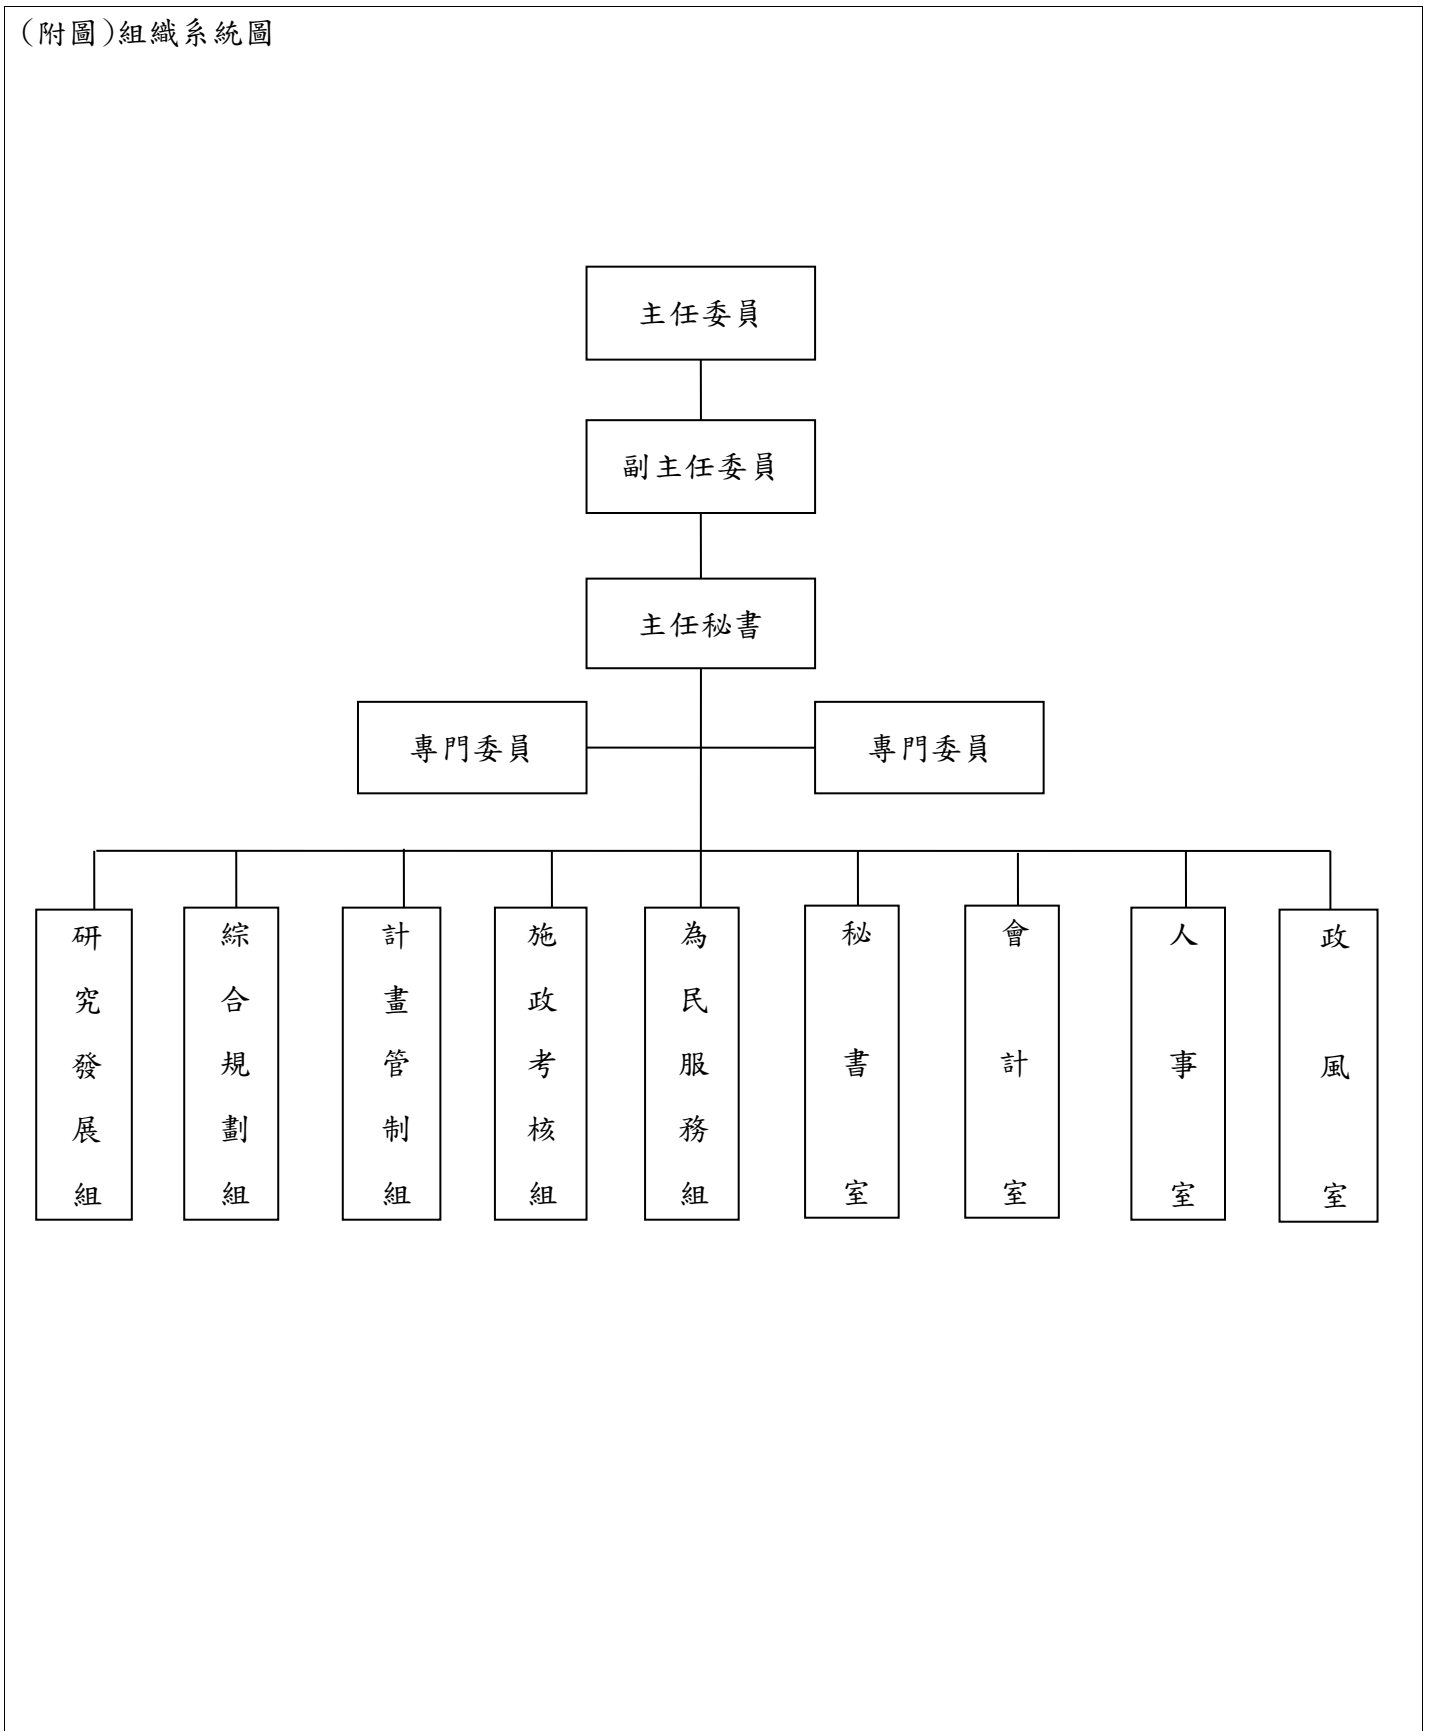 (附圖)組織系統圖
主任委員
副主任委員
主任秘書
專門委員
專門委員
研究發展組
綜合規劃組
計畫管制組
施政考核組
為民服務組
秘書室
會計室
人事室
政風室